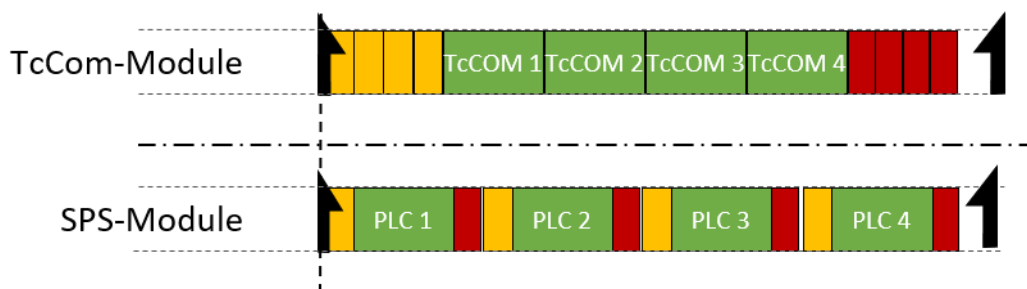 TcCom-Module
TcCOM 1 TcCOM 2 TcCOM 3 TcCOM 4
SPS-Module
PLC 1 PLC 2 PLC 3 PLC 4